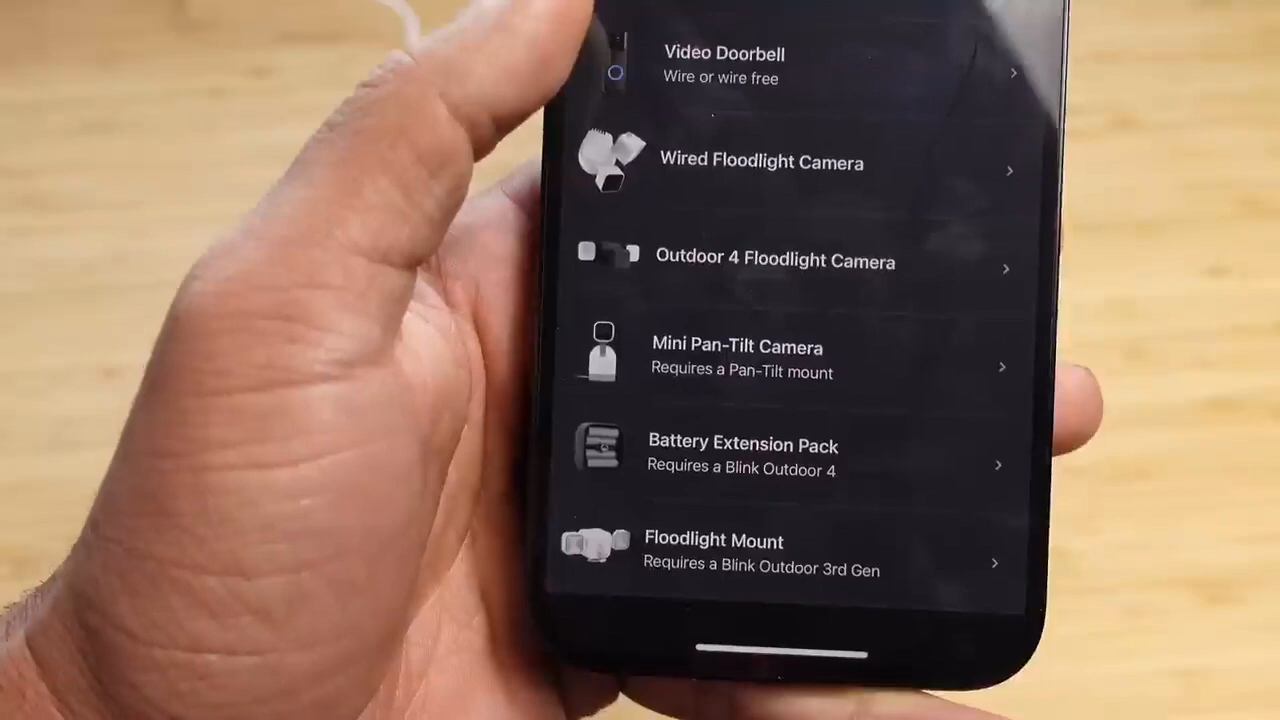 Video Doorbell
Wire or wire free
Wired Floodlight Camera
Outdoor 4 Floodlight Camera
Mini Pan-Tilt Camera
Requires a Pan-Tilt mount
Battery Extension Pack
Requires a Blink Outdoor 4
Floodlight Mount
Requires a Blink Outdoor 3rd Gen